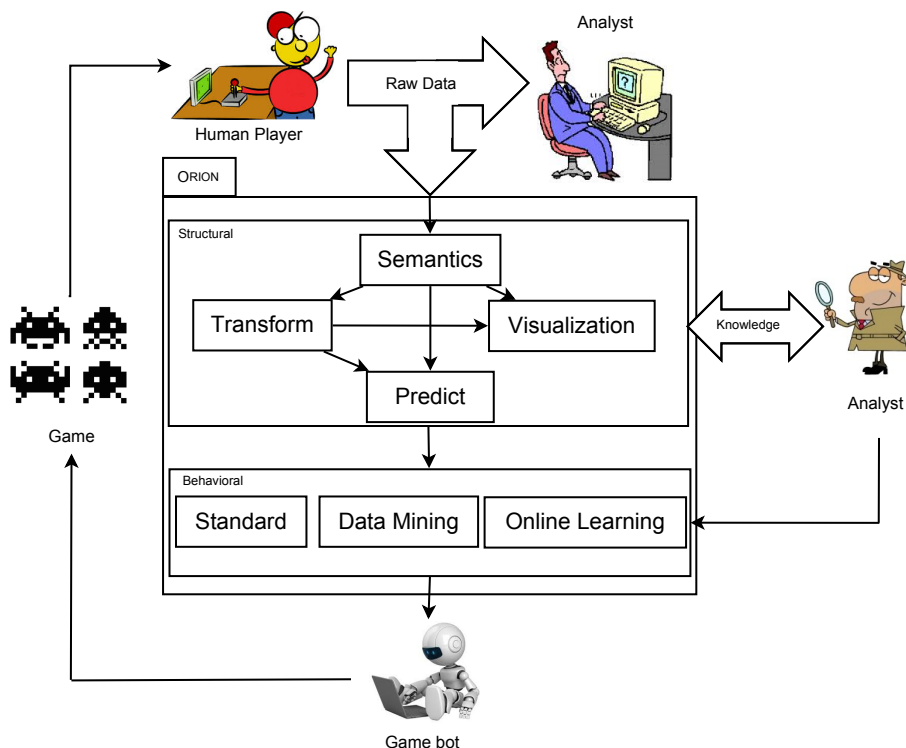 Analyst
Raw Data
Human Player
ORION
Structural
Semantics
Transform
Visualization
Knowledge
Predict
Analyst
Game
Behavioral
Standard
Data Mining
Online Learning
Game bot
?